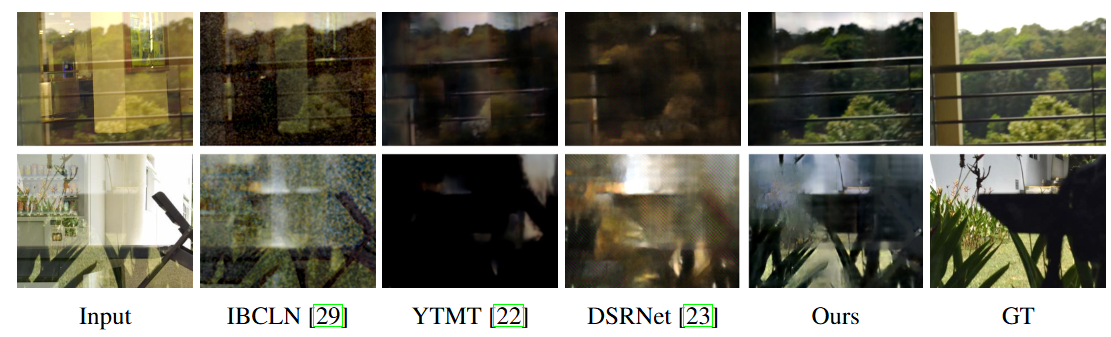 Input IBCLN [29] YTMT [22] DSRNet [23] Ours GT